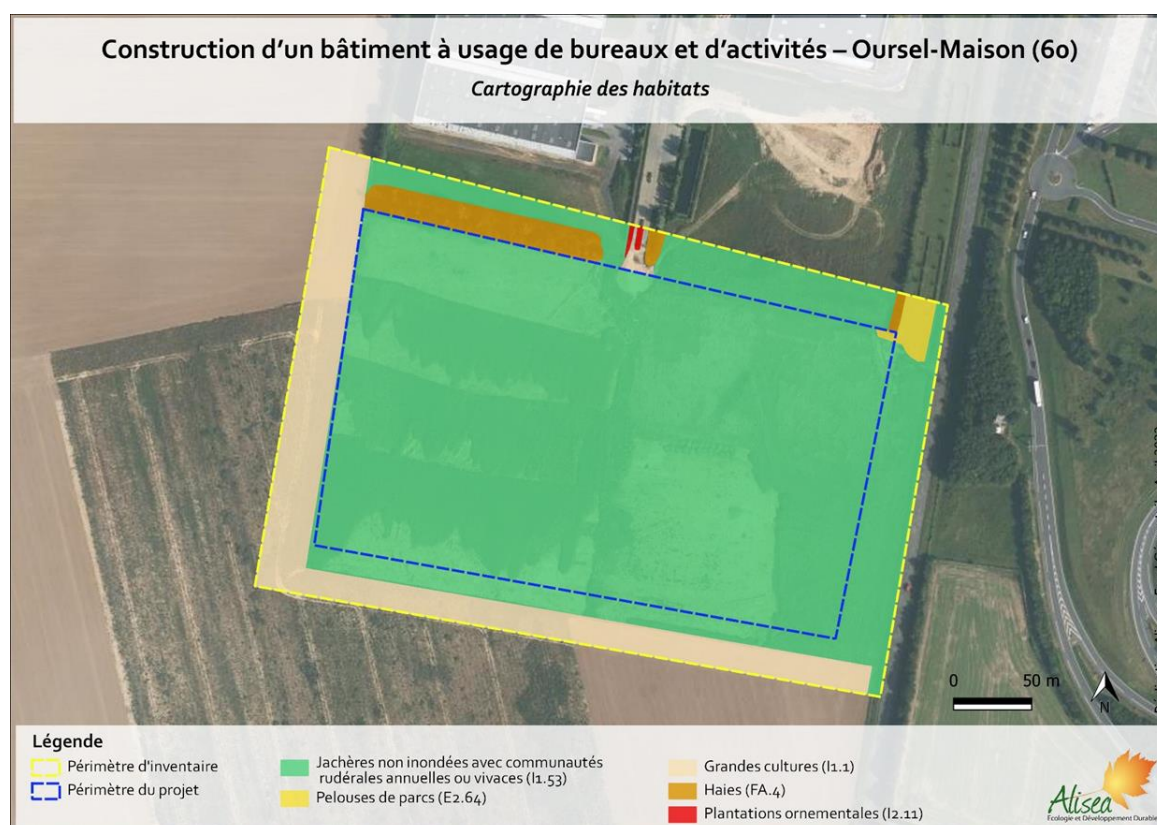 Construction d'un bâtiment à usage de bureaux et d'activités – Oursel-Maison (60)
Cartographie des habitats
0 50 m
N
Légende
Périmètre d'inventaire
Périmètre du projet
Jachères non inondées avec communautés
rudérales annuelles ou vivaces (I1.53)
Pelouses de parcs (E2.64)
Grandes cultures (I1.1)
Haies (FA.4)
Plantations ornementales (I2.11)
Alisea
Ecologie et Développement Durable